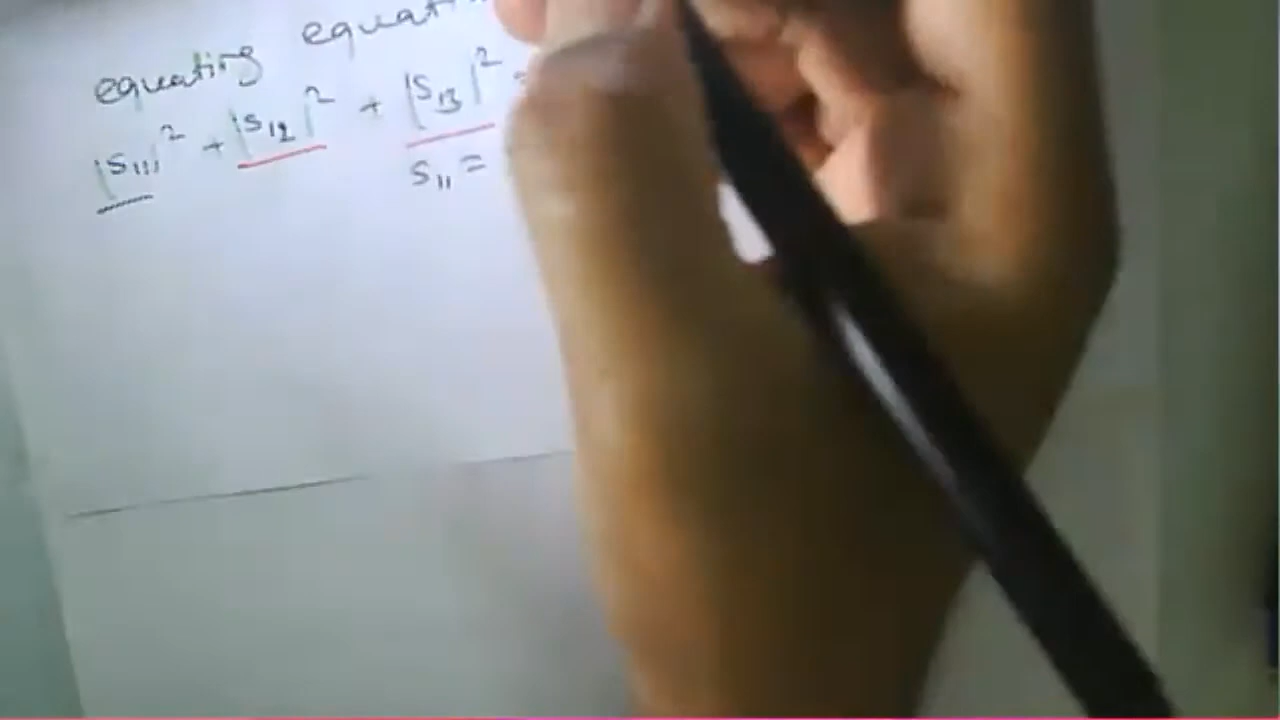 equating
|S₁₁|² + |S₁₂|² + |S₁₃|² =
S₁₁ =